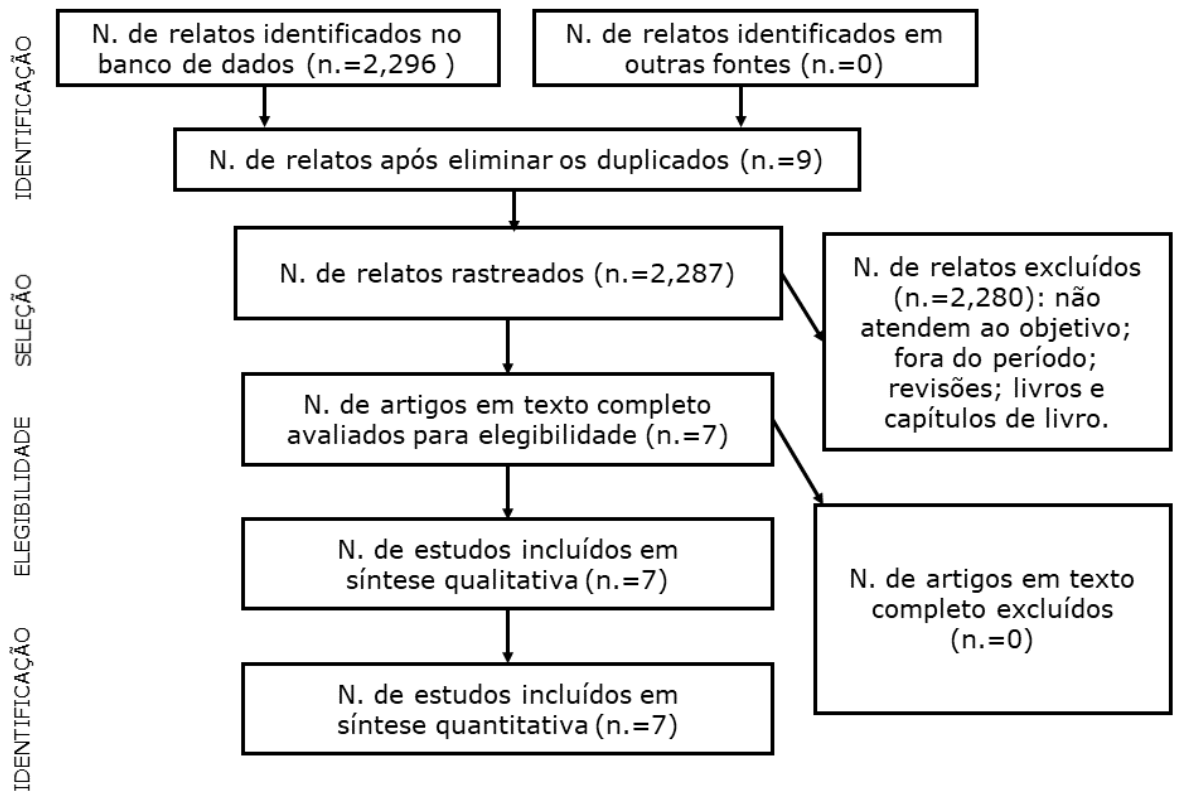 IDENTIFICAÇÃO
N. de relatos identificados no
banco de dados (n.=2,296 )
N. de relatos identificados em
outras fontes (n.=0)
N. de relatos após eliminar os duplicados (n.=9)
SELEÇÃO
N. de relatos rastreados (n.=2,287)
N. de relatos excluídos
(n.=2,280): não
atendem ao objetivo;
fora do período;
revisões; livros e
capítulos de livro.
ELEGIBILIDADE
N. de artigos em texto completo
avaliados para elegibilidade (n.=7)
N. de artigos em texto
completo excluídos
(n.=0)
N. de estudos incluídos em
síntese qualitativa (n.=7)
IDENTIFICAÇÃO
N. de estudos incluídos em
síntese quantitativa (n.=7)